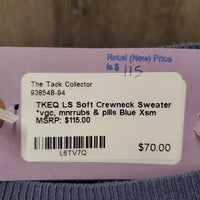 Retail (New) Price
is $ 115
The Tack Collector
938548-94
TKEQ LS Soft Crewneck Sweater
*vgc, mnrrubs & pills Blue Xsm
MSRP: $115.00
L6TV7Q
$70.00